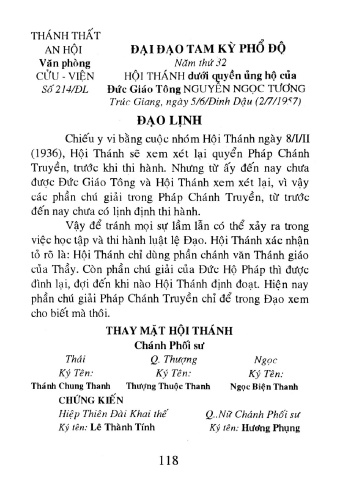 THÁNH THẤT
AN HỘI
Văn phòng
CỬU - VIÊN
Số 214/ĐL
ĐẠI ĐẠO TAM KỲ PHỔ ĐỘ
Năm thứ 32
HỘI THÁNH dưới quyền ủng hộ của
Đức Giáo Tông NGUYỄN NGỌC TƯƠNG
Trúc Giang, ngày 5/6/Đinh Dậu (2/7/1957)
ĐẠO LỊNH
Chiếu y vi bằng cuộc nhóm Hội Thánh ngày 8/I/II
(1936), Hội Thánh sẽ xem xét lại quyển Pháp Chánh
Truyền, trước khi thi hành. Nhưng từ ấy đến nay chưa
được Đức Giáo Tông và Hội Thánh xem xét lại, vì vậy
các phần chú giải trong Pháp Chánh Truyền, từ trước
đến nay chưa có lịnh định thi hành.
Vậy để tránh mọi sự lầm lẫn có thể xảy ra trong
việc học tập và thi hành luật lệ Đạo. Hội Thánh xác nhận
tỏ rõ là: Hội Thánh chỉ dùng phần chánh văn Thánh giáo
của Thầy. Còn phần chú giải của Đức Hộ Pháp thì được
đình lại, đợi đến khi nào Hội Thánh định đoạt. Hiện nay
phần chú giải Pháp Chánh Truyền chỉ để trong Đạo xem
cho biết mà thôi.
THAY MẶT HỘI THÁNH
Chánh Phối sư
Thái Q. Thượng Ngọc
Ký Tên: Ký Tên: Ký Tên:
Thánh Chung Thanh Thượng Thuộc Thanh Ngọc Biện Thanh
CHỨNG KIẾN
Hiệp Thiên Đài Khai thế Q..Nữ Chánh Phối sư
Ký tên: Lê Thành Tính Ký tên: Hương Phụng
118